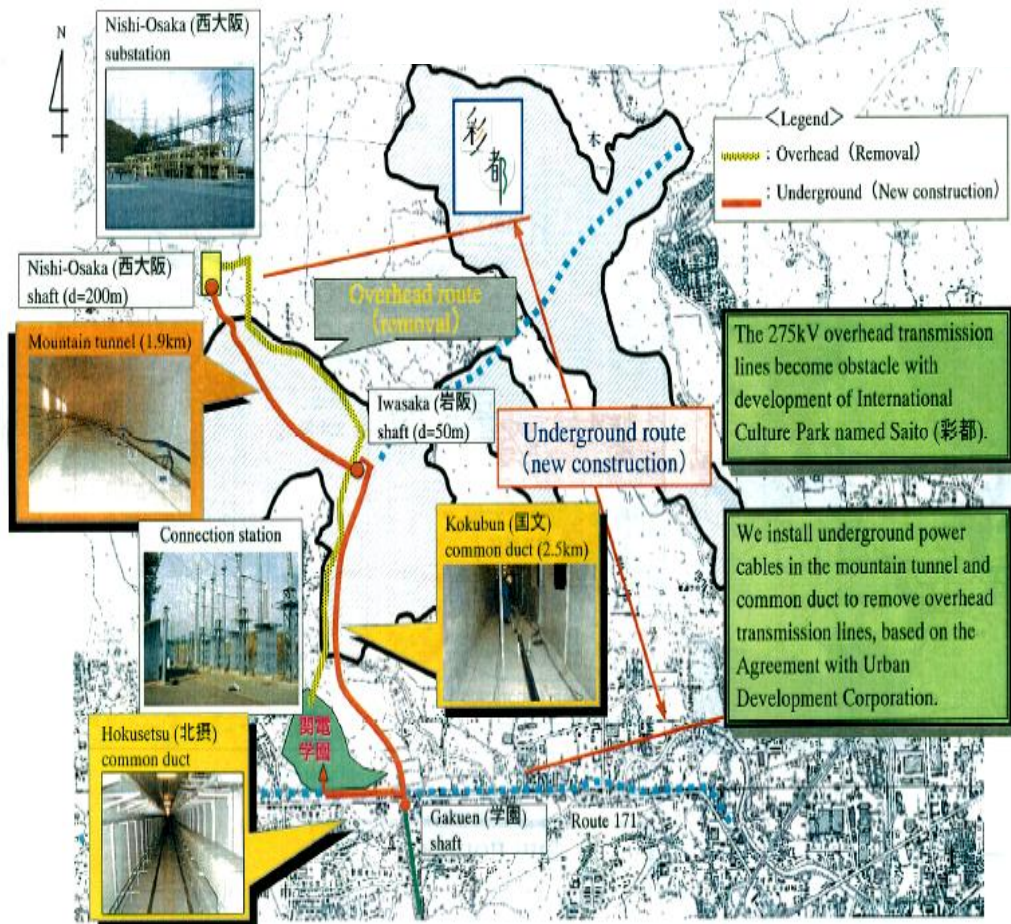 N
Nishi-Osaka (西大阪)
substation
彩都
茨
木
<Legend>
: Overhead (Removal)
: Underground (New construction)
Nishi-Osaka (西大阪)
shaft (d=200m)
Overhead route
(removal)
Mountain tunnel (1.9km)
Iwasaka (岩阪)
shaft (d=50m)
Underground route
(new construction)
The 275kV overhead transmission
lines become obstacle with
development of International
Culture Park named Saito (彩都).
Connection station
Kokubun (国文)
common duct (2.5km)
We install underground power
cables in the mountain tunnel and
common duct to remove overhead
transmission lines, based on the
Agreement with Urban
Development Corporation.
関電
学園
Hokusetsu (北摂)
common duct
Gakuen (学園)
shaft
Route 171